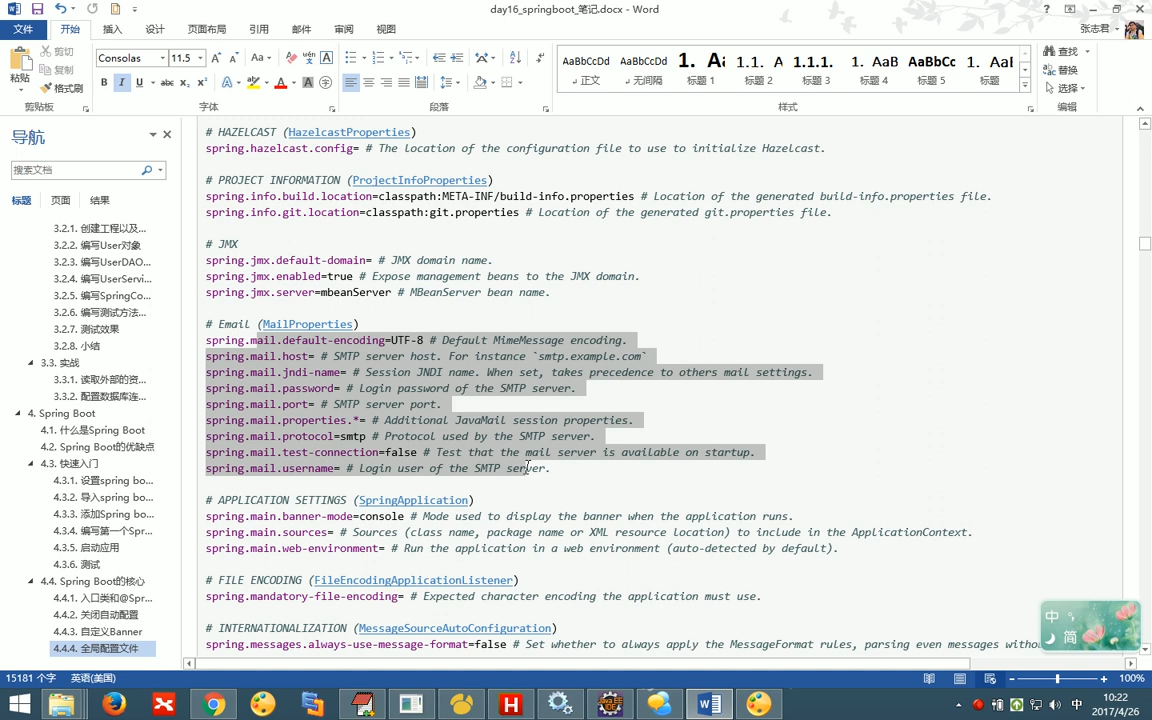 day16_springboot_笔记.docx - Word
文件 开始 插入 设计 页面布局 引用 邮件 审阅 视图 张志君
剪切
复制
格式刷
粘贴
Consolas 11.5
剪贴板 字体 段落 样式 编辑
AaBbCcDd AaBbCcDd 1. Aa 1.1. A 1.1.1. 1. AaB AaBbCc 1. AaB
正文 无间隔 标题 1 标题 2 标题 3 标题 4 标题 5 标题
查找
替换
选择
导航
搜索文档
标题 页面 结果
3.2.1. 创建工程以及...
3.2.2. 编写User对象
3.2.3. 编写UserDAO...
3.2.4. 编写UserServi...
3.2.5. 编写SpringCo...
3.2.6. 编写测试方法...
3.2.7. 测试效果
3.2.8. 小结
3.3. 实战
3.3.1. 读取外部的资...
3.3.2. 配置数据库连...
4. Spring Boot
4.1. 什么是Spring Boot
4.2. Spring Boot的优缺点
4.3. 快速入门
4.3.1. 设置spring bo...
4.3.2. 导入spring bo...
4.3.3. 添加Spring bo...
4.3.4. 编写第一个Spr...
4.3.5. 启动应用
4.3.6. 测试
4.4. Spring Boot的核心
4.4.1. 入口类和@Spr...
4.4.2. 关闭自动配置
4.4.3. 自定义Banner
4.4.4. 全局配置文件
# HAZELCAST (HazelcastProperties)
spring.hazelcast.config= # The location of the configuration file to use to initialize Hazelcast.
# PROJECT INFORMATION (ProjectInfoProperties)
spring.info.build.location=classpath:META-INF/build-info.properties # Location of the generated build-info.properties file.
spring.info.git.location=classpath:git.properties # Location of the generated git.properties file.
# JMX
spring.jmx.default-domain= # JMX domain name.
spring.jmx.enabled=true # Expose management beans to the JMX domain.
spring.jmx.server=mbeanServer # MBeanServer bean name.
# Email (MailProperties)
spring.mail.default-encoding=UTF-8 # Default MimeMessage encoding.
spring.mail.host= # SMTP server host. For instance `smtp.example.com`
spring.mail.jndi-name= # Session JNDI name. When set, takes precedence to others mail settings.
spring.mail.password= # Login password of the SMTP server.
spring.mail.port= # SMTP server port.
spring.mail.properties.*= # Additional JavaMail session properties.
spring.mail.protocol=smtp # Protocol used by the SMTP server.
spring.mail.test-connection=false # Test that the mail server is available on startup.
spring.mail.username= # Login user of the SMTP server.
# APPLICATION SETTINGS (SpringApplication)
spring.main.banner-mode=console # Mode used to display the banner when the application runs.
spring.main.sources= # Sources (class name, package name or XML resource location) to include in the ApplicationContext.
spring.main.web-environment= # Run the application in a web environment (auto-detected by default).
# FILE ENCODING (FileEncodingApplicationListener)
spring.mandatory-file-encoding= # Expected character encoding the application must use.
# INTERNATIONALIZATION (MessageSourceAutoConfiguration)
spring.messages.always-use-message-format=false # Set whether to always apply the MessageFormat rules, parsing even messages witho
中 简
15181 个字 英语(美国) 100%
中
10:22
2017/4/26